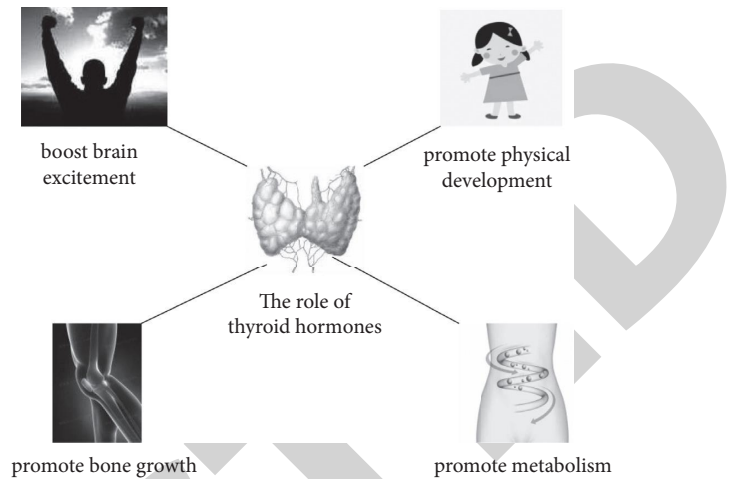 boost brain
excitement
promote physical
development
The role of
thyroid hormones
promote bone growth
promote metabolism